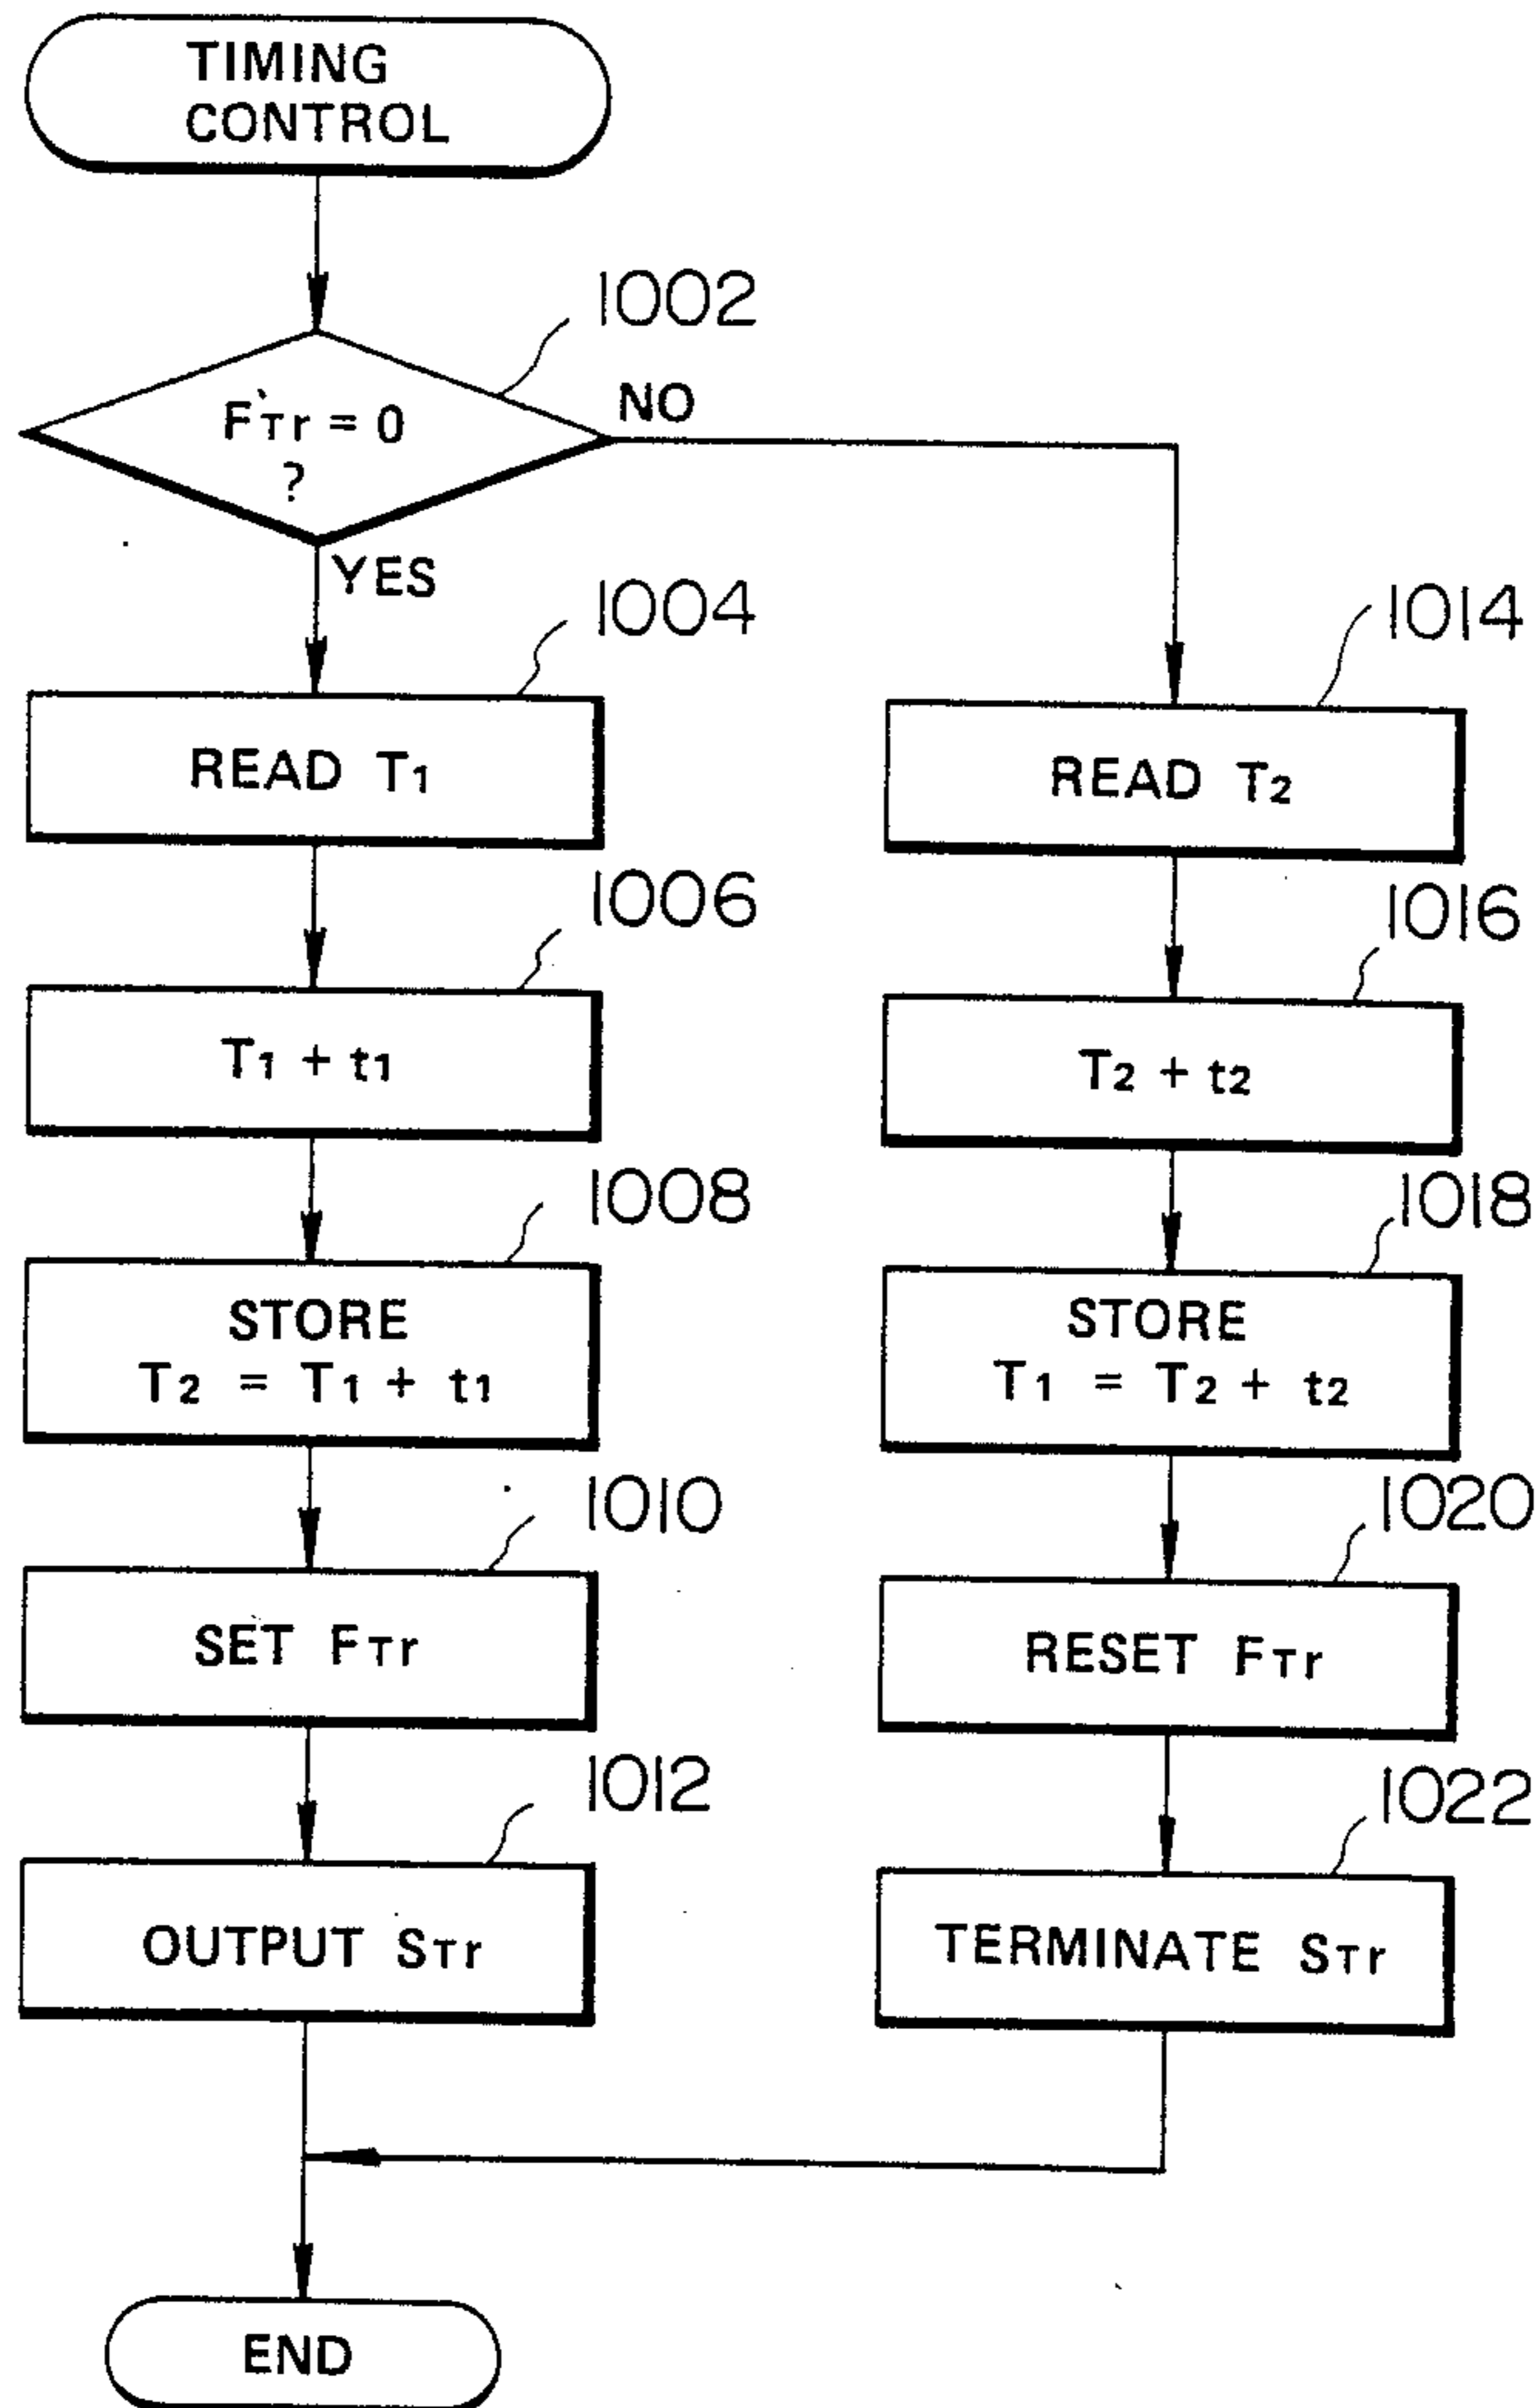 TIMING
CONTROL
1002
FTr = 0
?
NO
YES
1004
READ T1
1006
T1 + t1
1008
STORE
T2 = T1 + t1
1010
SET FTr
1012
OUTPUT STr
1014
READ T2
1016
T2 + t2
1018
STORE
T1 = T2 + t2
1020
RESET FTr
1022
TERMINATE STr
END